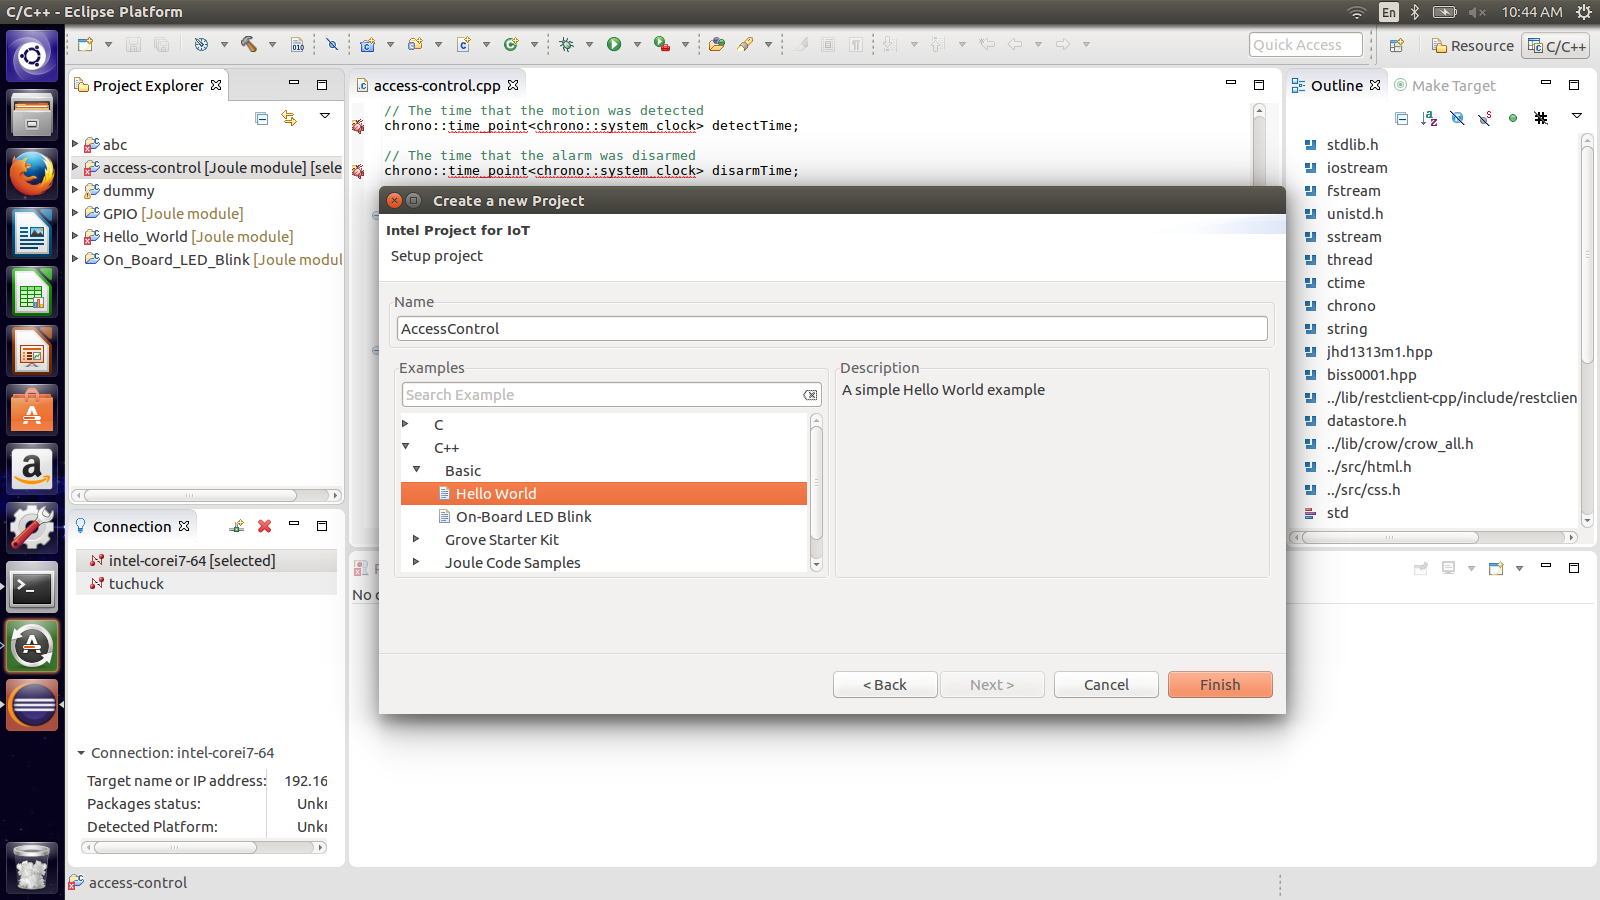 C/C++ - Eclipse Platform
En
10:44 AM
010
Quick Access
Resource
C/C++
Project Explorer
abc
access-control [Joule module] [sele
dummy
GPIO [Joule module]
Hello_World [Joule module]
On_Board_LED_Blink [Joule modul
access-control.cpp
// The time that the motion was detected
chrono::time_point<chrono::system_clock> detectTime;
// The time that the alarm was disarmed
chrono::time_point<chrono::system_clock> disarmTime;
Create a new Project
Intel Project for IoT
Setup project
Name
AccessControl
Examples
Search Example
C
C++
Basic
Hello World
On-Board LED Blink
Grove Starter Kit
Joule Code Samples
Description
A simple Hello World example
< Back
Next >
Cancel
Finish
Outline
Make Target
stdlib.h
iostream
fstream
unistd.h
sstream
thread
ctime
chrono
string
jhd1313m1.hpp
biss0001.hpp
../lib/restclient-cpp/include/restclien
datastore.h
../lib/crow/crow_all.h
../src/html.h
../src/css.h
std
Connection
intel-corei7-64 [selected]
tuchuck
No
Connection: intel-corei7-64
Target name or IP address: 192.16
Packages status: Unkr
Detected Platform: Unkr
access-control